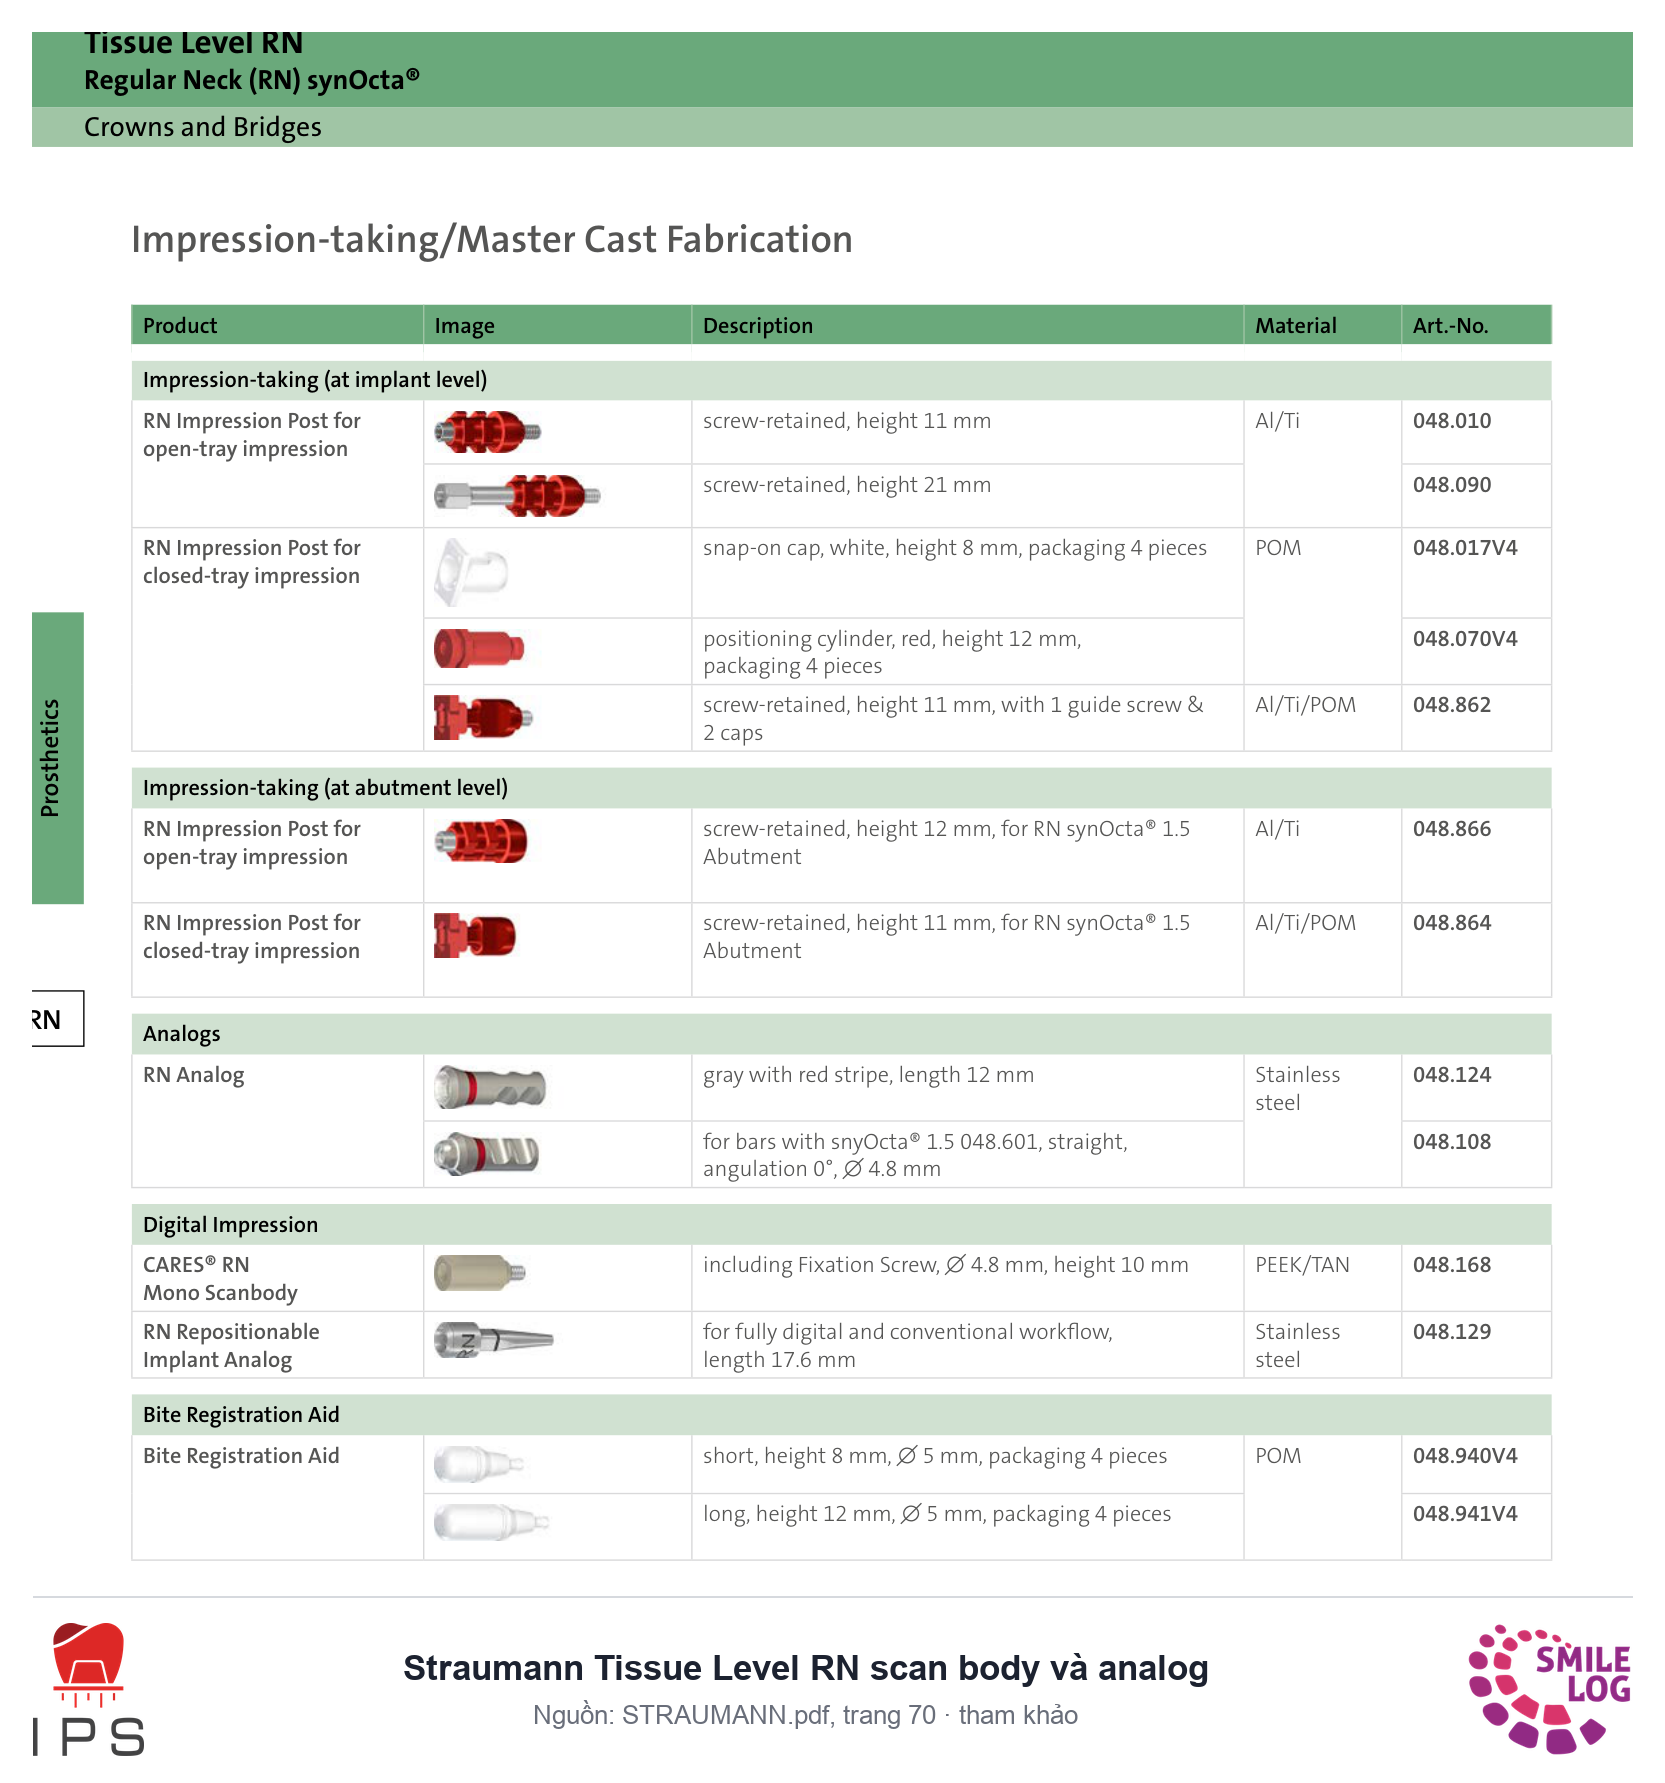 Tissue Level RN
Regular Neck (RN) synOcta®
Crowns and Bridges
Impression-taking/Master Cast Fabrication
Product Image Description Material Art.-No.
Impression-taking (at implant level)
RN Impression Post for open-tray impression
screw-retained, height 11 mm Al/Ti 048.010
screw-retained, height 21 mm 048.090
RN Impression Post for closed-tray impression
snap-on cap, white, height 8 mm, packaging 4 pieces POM 048.017V4
positioning cylinder, red, height 12 mm,
packaging 4 pieces
048.070V4
screw-retained, height 11 mm, with 1 guide screw &
2 caps
Al/Ti/POM 048.862
Impression-taking (at abutment level)
RN Impression Post for
open-tray impression
screw-retained, height 12 mm, for RN synOcta® 1.5
Abutment
Al/Ti 048.866
RN Impression Post for
closed-tray impression
screw-retained, height 11 mm, for RN synOcta® 1.5
Abutment
Al/Ti/POM 048.864
Analogs
RN Analog
gray with red stripe, length 12 mm
Stainless
steel
048.124
for bars with snyOcta® 1.5 048.601, straight,
angulation 0°, Ø 4.8 mm
048.108
Digital Impression
CARES® RN
Mono Scanbody
including Fixation Screw, Ø 4.8 mm, height 10 mm PEEK/TAN 048.168
RN Repositionable
Implant Analog
RN
for fully digital and conventional workflow,
length 17.6 mm
Stainless
steel
048.129
Bite Registration Aid
Bite Registration Aid
short, height 8 mm, Ø 5 mm, packaging 4 pieces POM 048.940V4
long, height 12 mm, Ø 5 mm, packaging 4 pieces 048.941V4
Prosthetics
RN
IPS
Straumann Tissue Level RN scan body và analog
Nguồn: STRAUMANN.pdf, trang 70 · tham khảo
SMILE
LOG